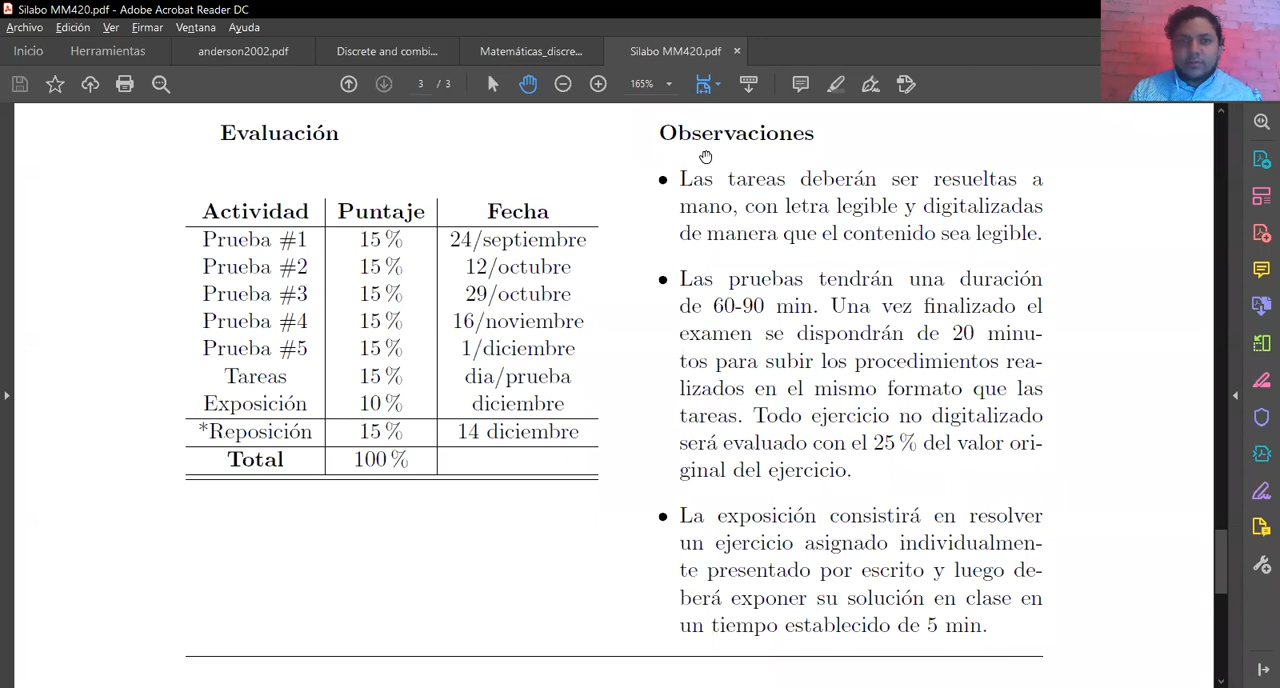 Silabo MM420.pdf - Adobe Acrobat Reader DC
Archivo Edición Ver Firmar Ventana Ayuda
Inicio Herramientas anderson2002.pdf Discrete and combi... Matemáticas_discre... Silabo MM420.pdf ×
3 / 3 165%
Evaluación
Actividad Puntaje Fecha
Prueba #1 15 % 24/septiembre
Prueba #2 15 % 12/octubre
Prueba #3 15 % 29/octubre
Prueba #4 15 % 16/noviembre
Prueba #5 15 % 1/diciembre
Tareas 15 % dia/prueba
Exposición 10 % diciembre
*Reposición 15 % 14 diciembre
Total 100 %
Observaciones
• Las tareas deberán ser resueltas a
mano, con letra legible y digitalizadas
de manera que el contenido sea legible.
• Las pruebas tendrán una duración
de 60-90 min. Una vez finalizado el
examen se dispondrán de 20 minu-
tos para subir los procedimientos rea-
lizados en el mismo formato que las
tareas. Todo ejercicio no digitalizado
será evaluado con el 25 % del valor ori-
ginal del ejercicio.
• La exposición consistirá en resolver
un ejercicio asignado individualmen-
te presentado por escrito y luego de-
berá exponer su solución en clase en
un tiempo establecido de 5 min.